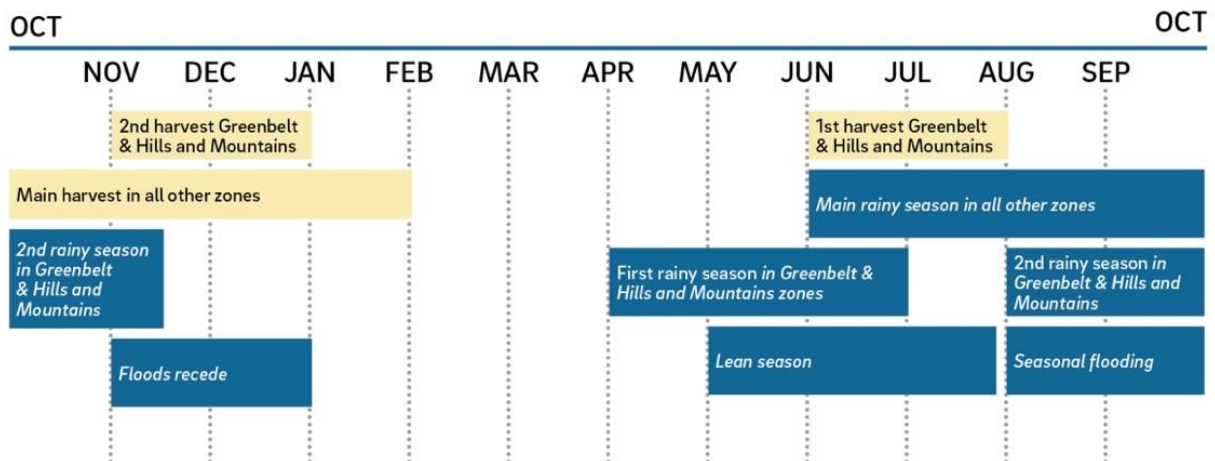 OCT
OCT
NOV DEC JAN FEB MAR APR MAY JUN JUL AUG SEP
2nd harvest Greenbelt
& Hills and Mountains
1st harvest Greenbelt
& Hills and Mountains
Main harvest in all other zones
Main rainy season in all other zones
2nd rainy season
in Greenbelt
& Hills and
Mountains
First rainy season in Greenbelt &
Hills and Mountains zones
2nd rainy season in
Greenbelt & Hills and
Mountains
Floods recede
Lean season
Seasonal flooding